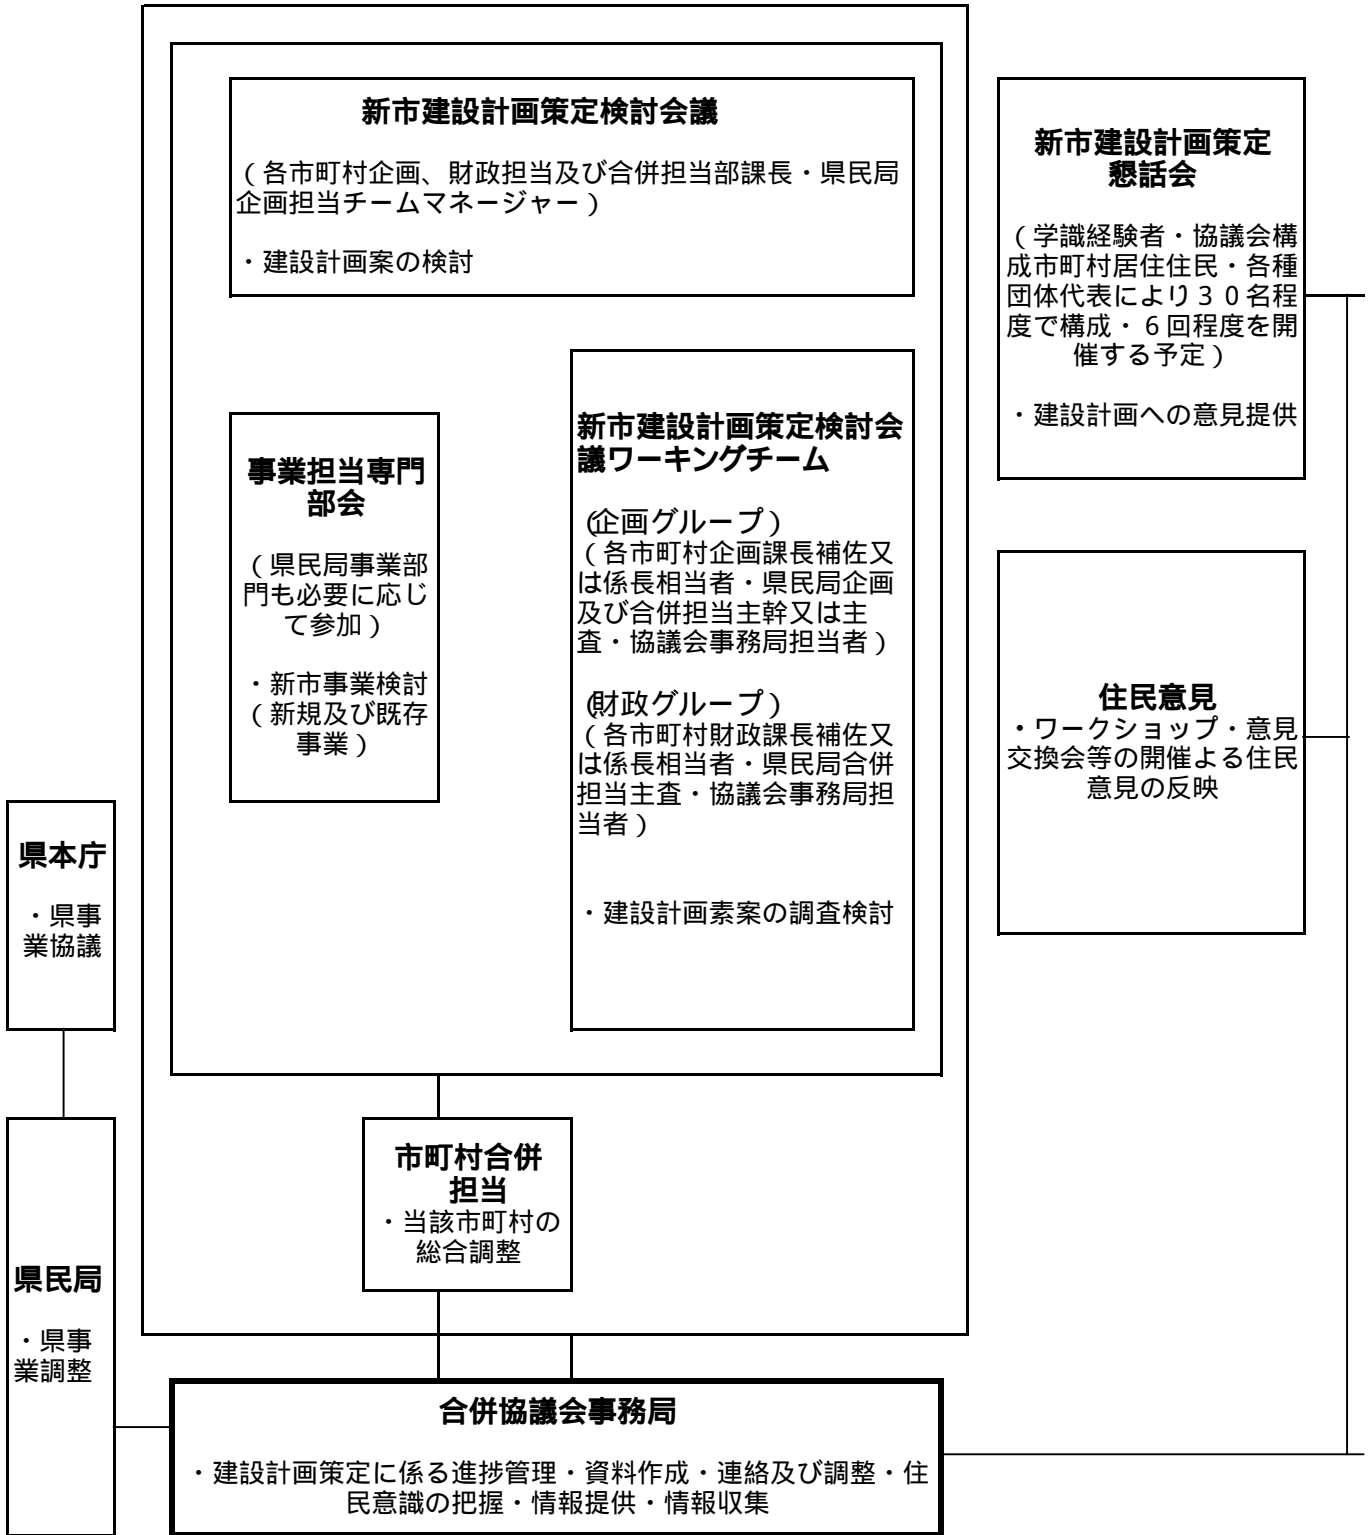 新市建設計画策定検討会議
（各市町村企画、財政担当及び合併担当部課長・県民局
企画担当チームマネージャー）
・建設計画案の検討
新市建設計画策定
懇話会
（学識経験者・協議会構
成市町村居住住民・各種
団体代表により３０名程
度で構成・６回程度を開
催する予定）
・建設計画への意見提供
事業担当専門
部会
（県民局事業部
門も必要に応じ
て参加）
・新市事業検討
（新規及び既存
事業）
新市建設計画策定検討会
議ワーキングチーム
（企画グループ）
（各市町村企画課長補佐又
は係長相当者・県民局企画
及び合併担当主幹又は主
査・協議会事務局担当者）
（財政グループ）
（各市町村財政課長補佐又
は係長相当者・県民局合併
担当主査・協議会事務局担
当者）
・建設計画素案の調査検討
住民意見
・ワークショップ・意見
交換会等の開催よる住民
意見の反映
県本庁
・県事
業協議
市町村合併
担当
・当該市町村の
総合調整
県民局
・県事
業調整
合併協議会事務局
・建設計画策定に係る進捗管理・資料作成・連絡及び調整・住
民意識の把握・情報提供・情報収集